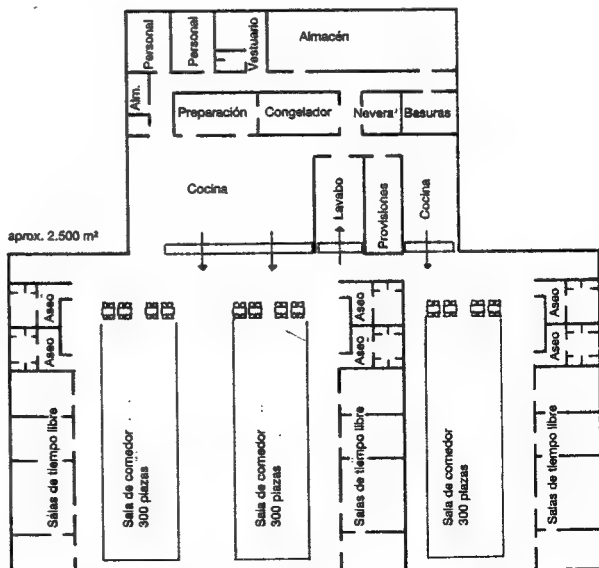 Personal
Personal
Vestuario
Almacén
Alm.
Preparación
Congelador
Nevera
Basuras
Cocina
Lavabo
Provisiones
Cocina
aprox. 2.500 m²
Aseo
Aseo
Aseo
Aseo
Aseo
Aseo
Salas de tiempo libre
Sala de comedor
300 plazas
Sala de comedor
300 plazas
Salas de tiempo libre
Sala de comedor
300 plazas
Salas de tiempo libre